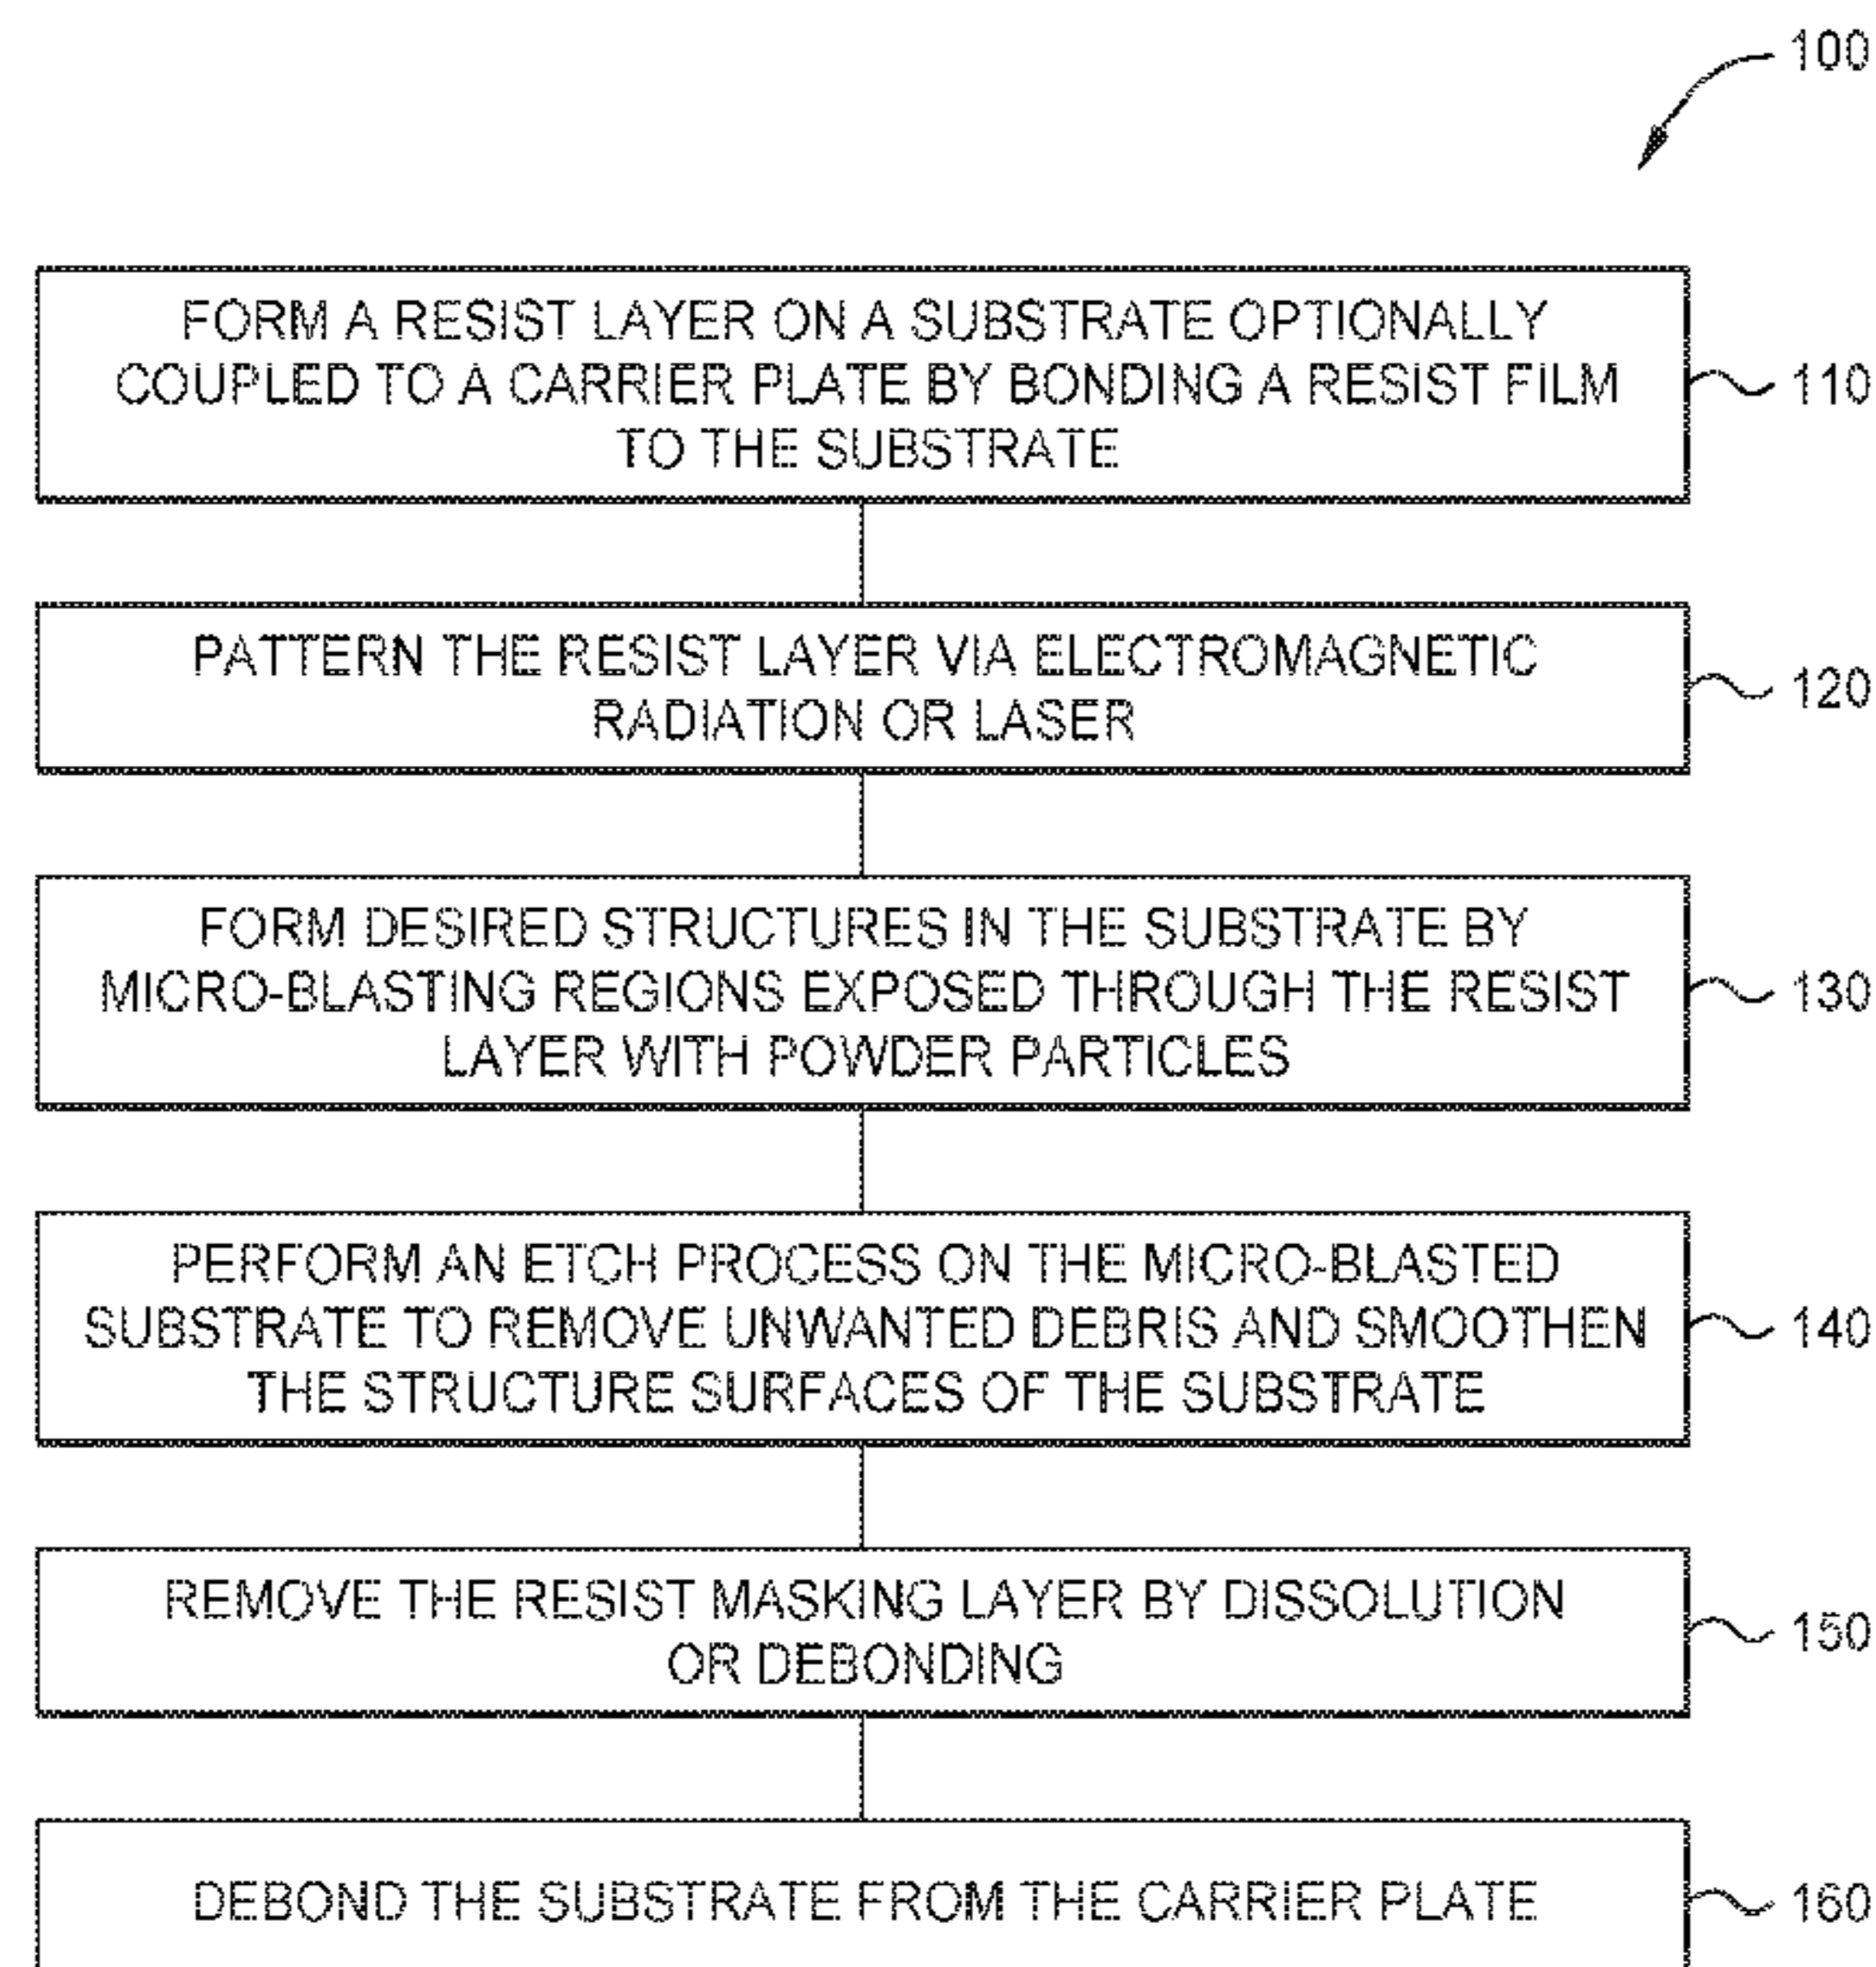 100
FORM A RESIST LAYER ON A SUBSTRATE OPTIONALLY
COUPLED TO A CARRIER PLATE BY BONDING A RESIST FILM
TO THE SUBSTRATE
110
PATTERN THE RESIST LAYER VIA ELECTROMAGNETIC
RADIATION OR LASER
120
FORM DESIRED STRUCTURES IN THE SUBSTRATE BY
MICRO-BLASTING REGIONS EXPOSED THROUGH THE RESIST
LAYER WITH POWDER PARTICLES
130
PERFORM AN ETCH PROCESS ON THE MICRO-BLASTED
SUBSTRATE TO REMOVE UNWANTED DEBRIS AND SMOOTHEN
THE STRUCTURE SURFACES OF THE SUBSTRATE
140
REMOVE THE RESIST MASKING LAYER BY DISSOLUTION
OR DEBONDING
150
DEBOND THE SUBSTRATE FROM THE CARRIER PLATE
160